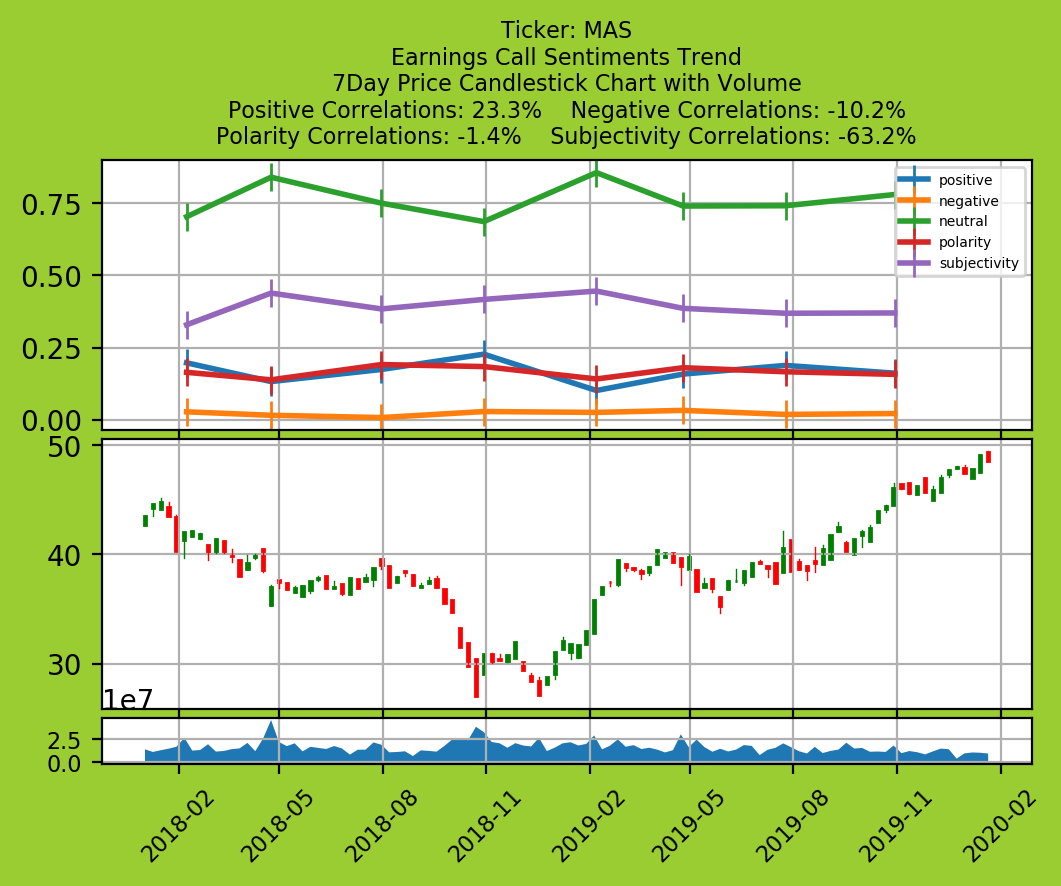 Ticker: MAS
Earnings Call Sentiments Trend
7Day Price Candlestick Chart with Volume
Positive Correlations: 23.3%    Negative Correlations: -10.2%
Polarity Correlations: -1.4%    Subjectivity Correlations: -63.2%
positive
negative
neutral
polarity
subjectivity
0.75
0.50
0.25
0.00
50
40
30
1e7
2.5
0.0
2018-02
2018-05
2018-08
2018-11
2019-02
2019-05
2019-08
2019-11
2020-02